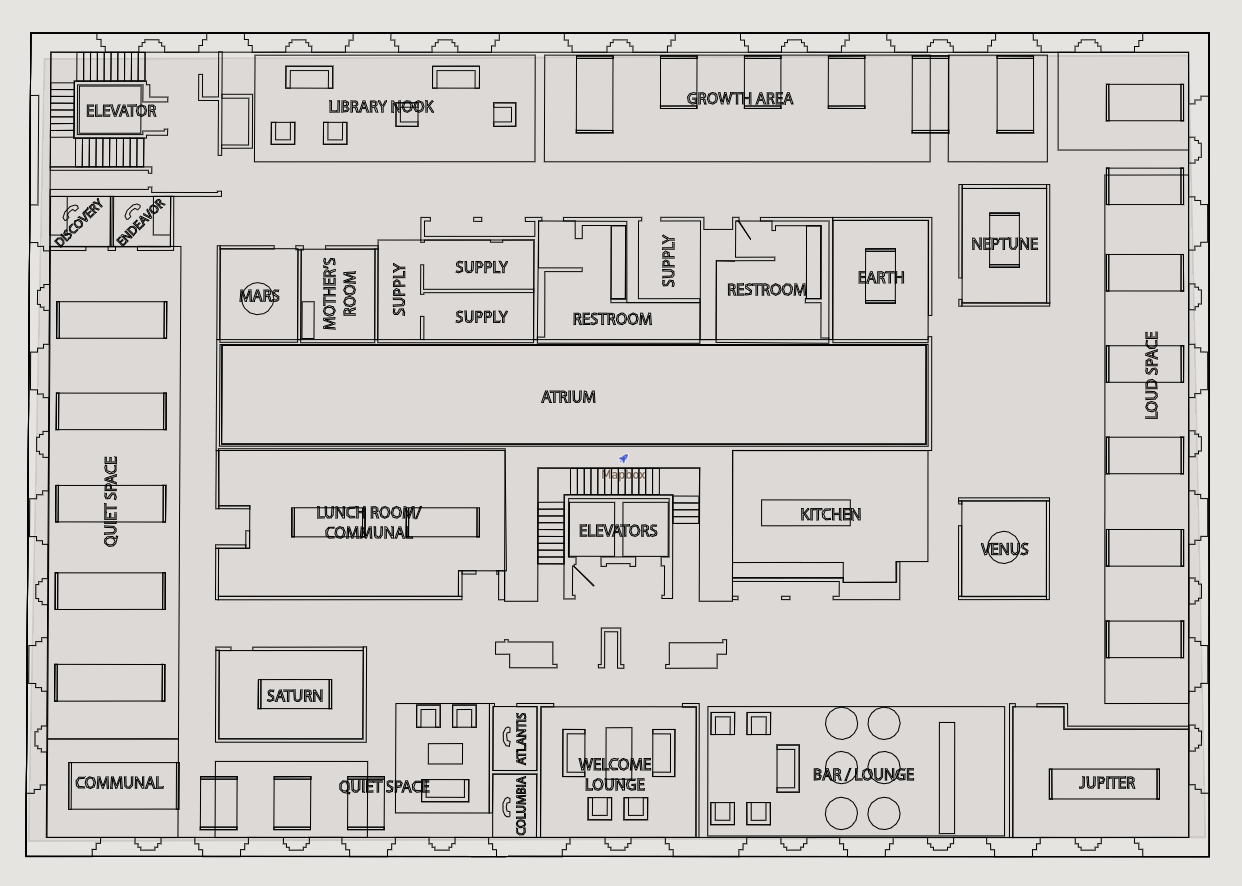 ELEVATOR
LIBRARY NOOK
GROWTH AREA
DISCOVERY
ENDEAVOR
NEPTUNE
MARS
MOTHER'S
ROOM
SUPPLY
SUPPLY
SUPPLY
SUPPLY
RESTROOM
RESTROOM
EARTH
LOUD SPACE
ATRIUM
Mapbox
QUIET SPACE
LUNCH ROOM/
COMMUNAL
ELEVATORS
KITCHEN
VENUS
SATURN
ATLANTIS
COLUMBIA
WELCOME
LOUNGE
BAR / LOUNGE
JUPITER
COMMUNAL
QUIET SPACE